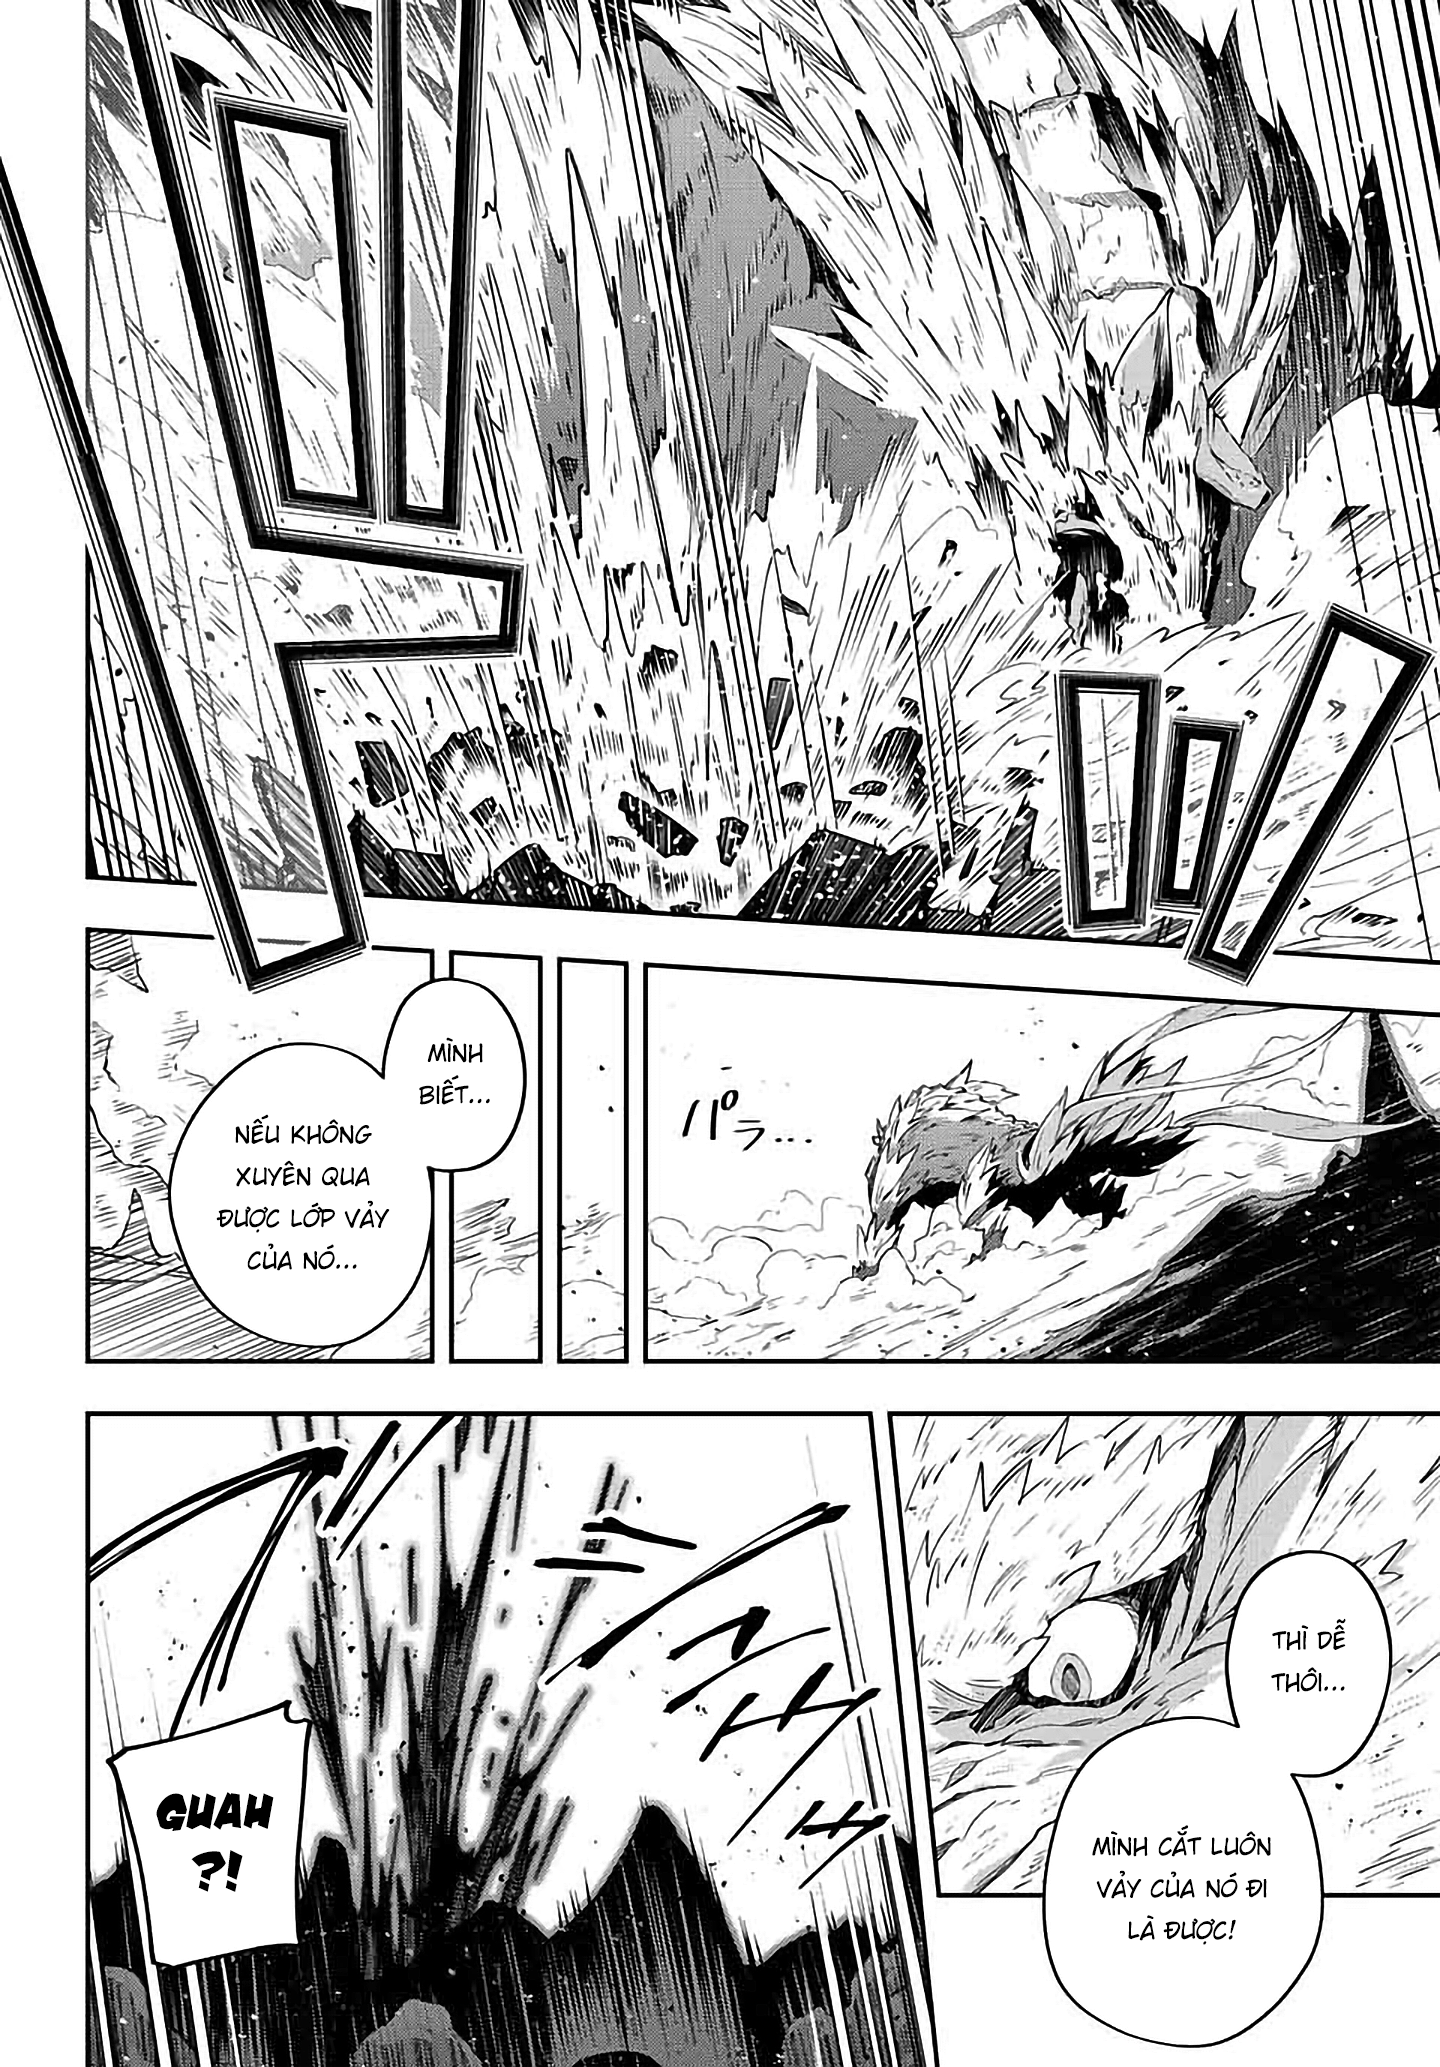 パラ...
MÌNH
BIẾT...
NẾU KHÔNG
XUYÊN QUA
ĐƯỢC LỚP VẢY
CỦA NÓ...
THÌ DỄ
THÔI...
MÌNH CẮT LUÔN
VẢY CỦA NÓ ĐI
LÀ ĐƯỢC!
GUAH
?!